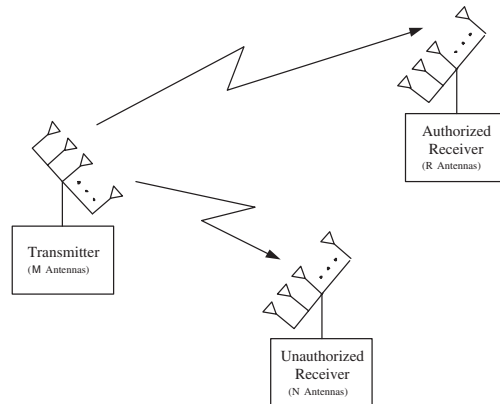 Authorized
Receiver
(R Antennas)
Transmitter
(M Antennas)
Unauthorized
Receiver
(N Antennas)